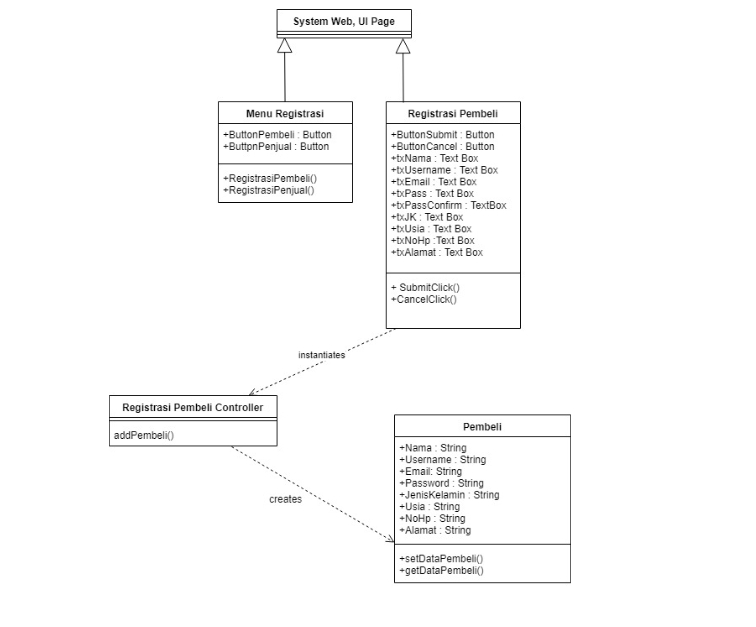 System Web, UI Page
Menu Registrasi
+ButtonPembeli : Button
+ButtpnPenjual : Button
+RegistrasiPembeli()
+RegistrasiPenjual()
Registrasi Pembeli
+ButtonSubmit : Button
+ButtonCancel : Button
+txNama : Text Box
+txUsername : Text Box
+txEmail : Text Box
+txPass : Text Box
+txPassConfirm : TextBox
+txJK : Text Box
+txUsia : Text Box
+txNoHp :Text Box
+txAlamat : Text Box
+ SubmitClick()
+CancelClick()
instantiates
Registrasi Pembeli Controller
addPembeli()
creates
Pembeli
+Nama : String
+Username : String
+Email: String
+Password : String
+JenisKelamin : String
+Usia : String
+NoHp : String
+Alamat : String
+setDataPembeli()
+getDataPembeli()